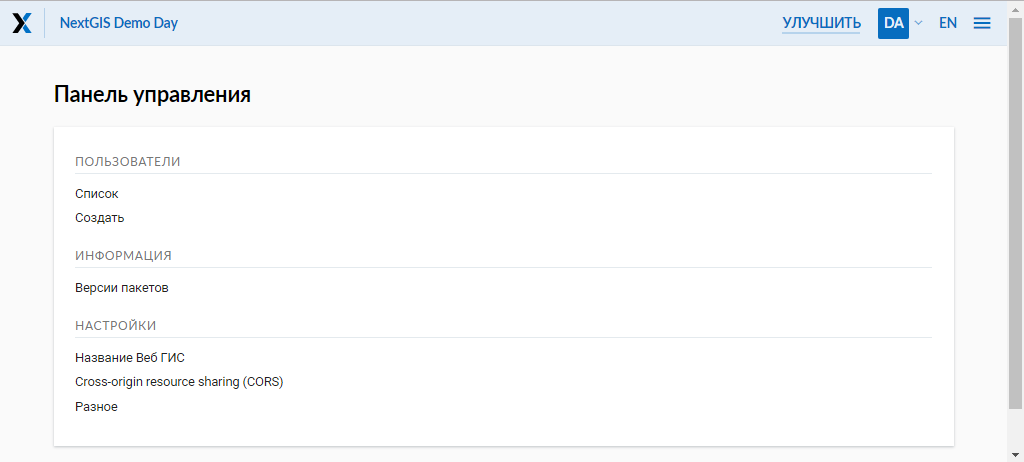 NextGIS Demo Day
УЛУЧШИТЬ
DA
EN
Панель управления
ПОЛЬЗОВАТЕЛИ
Список
Создать
ИНФОРМАЦИЯ
Версии пакетов
НАСТРОЙКИ
Название Веб ГИС
Cross-origin resource sharing (CORS)
Разное